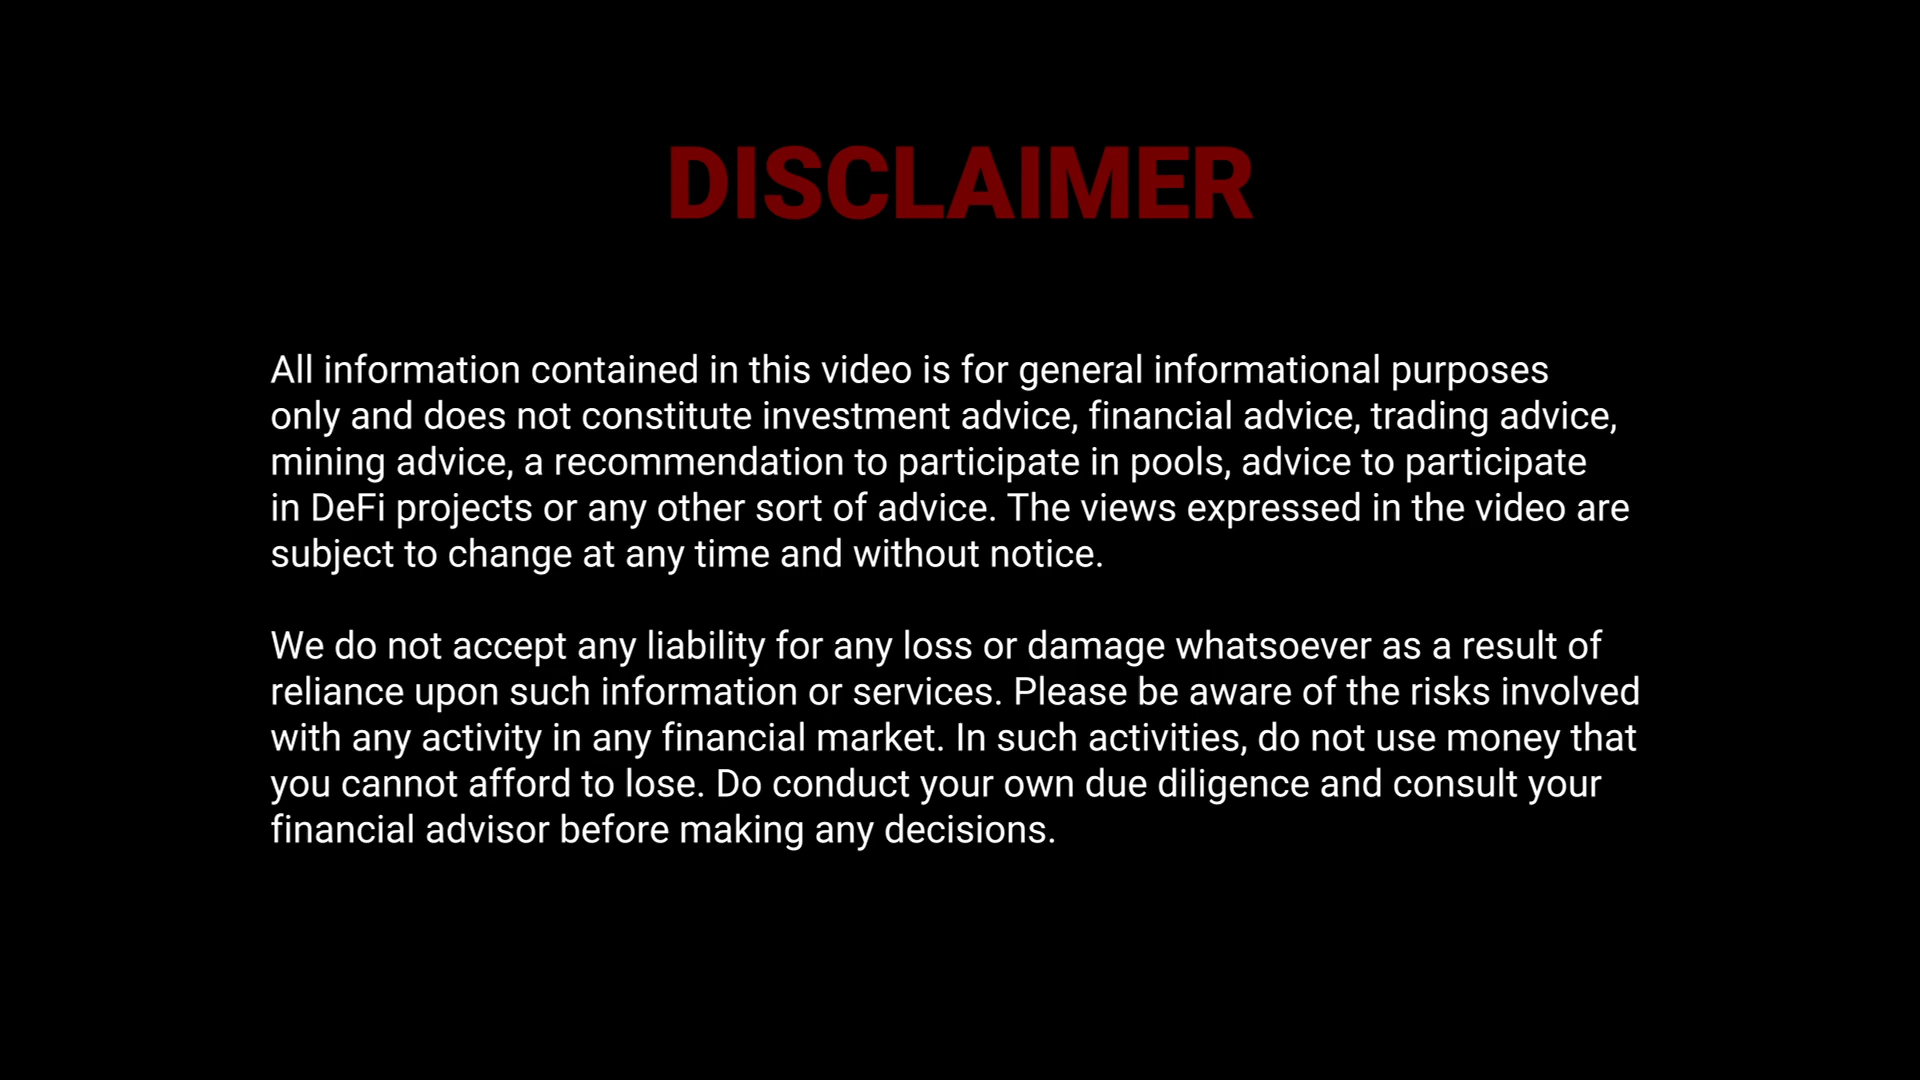 DISCLAIMER
All information contained in this video is for general informational purposes
only and does not constitute investment advice, financial advice, trading advice,
mining advice, a recommendation to participate in pools, advice to participate
in DeFi projects or any other sort of advice. The views expressed in the video are
subject to change at any time and without notice.
We do not accept any liability for any loss or damage whatsoever as a result of
reliance upon such information or services. Please be aware of the risks involved
with any activity in any financial market. In such activities, do not use money that
you cannot afford to lose. Do conduct your own due diligence and consult your
financial advisor before making any decisions.